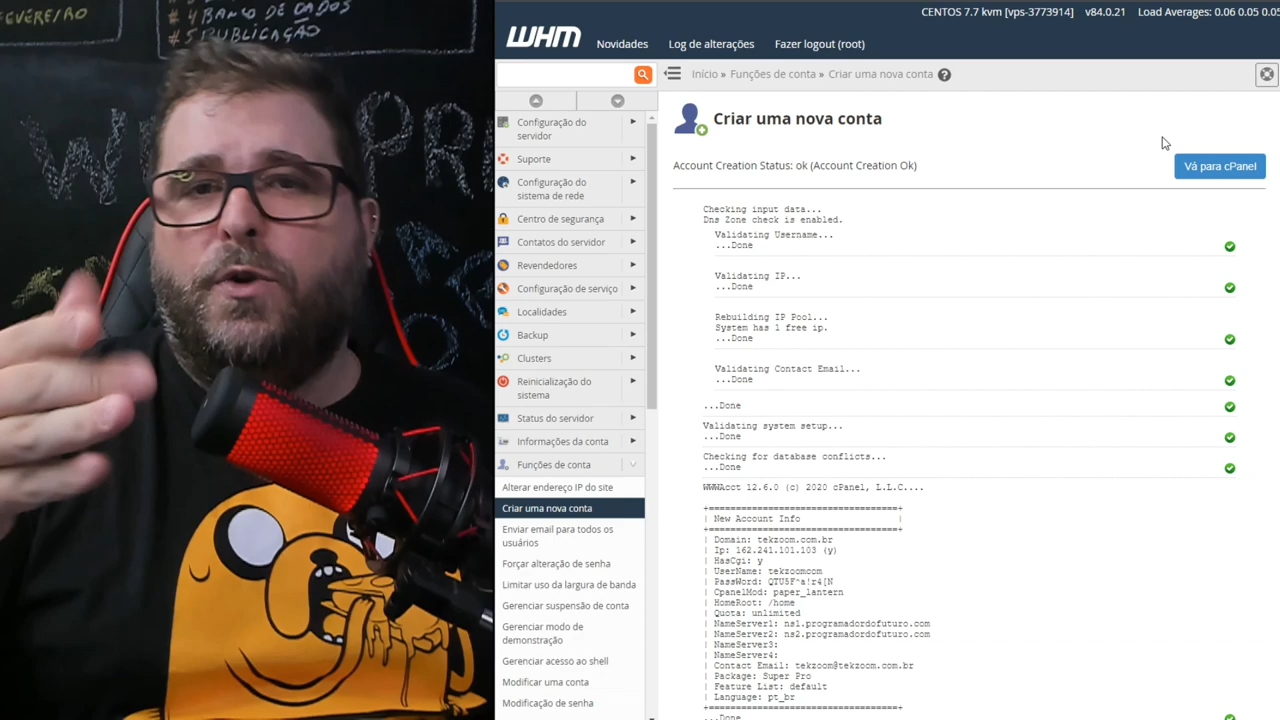 FEVEREIRO
#4 BANCO DE DADOS
#5 PUBLICAÇÃO
CENTOS 7.7 kvm [vps-3773914] v84.0.21 Load Averages: 0.06 0.05 0.05
WHM Novidades Log de alterações Fazer logout (root)
Início » Funções de conta » Criar uma nova conta
Configuração do
servidor
Suporte
Configuração do
sistema de rede
Centro de segurança
Contatos do servidor
Revendedores
Configuração de serviço
Localidades
Backup
Clusters
Reinicialização do
sistema
Status do servidor
Informações da conta
Funções de conta
Alterar endereço IP do site
Criar uma nova conta
Enviar email para todos os
usuários
Forçar alteração de senha
Limitar uso da largura de banda
Gerenciar suspensão de conta
Gerenciar modo de
demonstração
Gerenciar acesso ao shell
Modificar uma conta
Modificação de senha
Criar uma nova conta
Account Creation Status: ok (Account Creation Ok)
Vá para cPanel
Checking input data...
Dns Zone check is enabled.
Validating Username...
...Done
Validating IP...
...Done
Rebuilding IP Pool...
System has 1 free ip.
...Done
Validating Contact Email...
...Done
...Done
Validating system setup...
...Done
Checking for database conflicts...
...Done
WWWAcct 12.6.0 (c) 2020 cPanel, L.L.C....
+===================================+
| New Account Info |
+===================================+
| Domain: tekzoom.com.br
| Ip: 162.241.101.103 (y)
| HasCgi: y
| UserName: tekzoomcom
| PassWord: QTU5F^a!r4[N
| CpanelMod: paper_lantern
| HomeRoot: /home
| Quota: unlimited
| NameServer1: ns1.programadordofuturo.com
| NameServer2: ns2.programadordofuturo.com
| NameServer3:
| NameServer4:
| Contact Email: tekzoom@tekzoom.com.br
| Package: Super Pro
| Feature List: default
| Language: pt_br
+===================================+
...Done